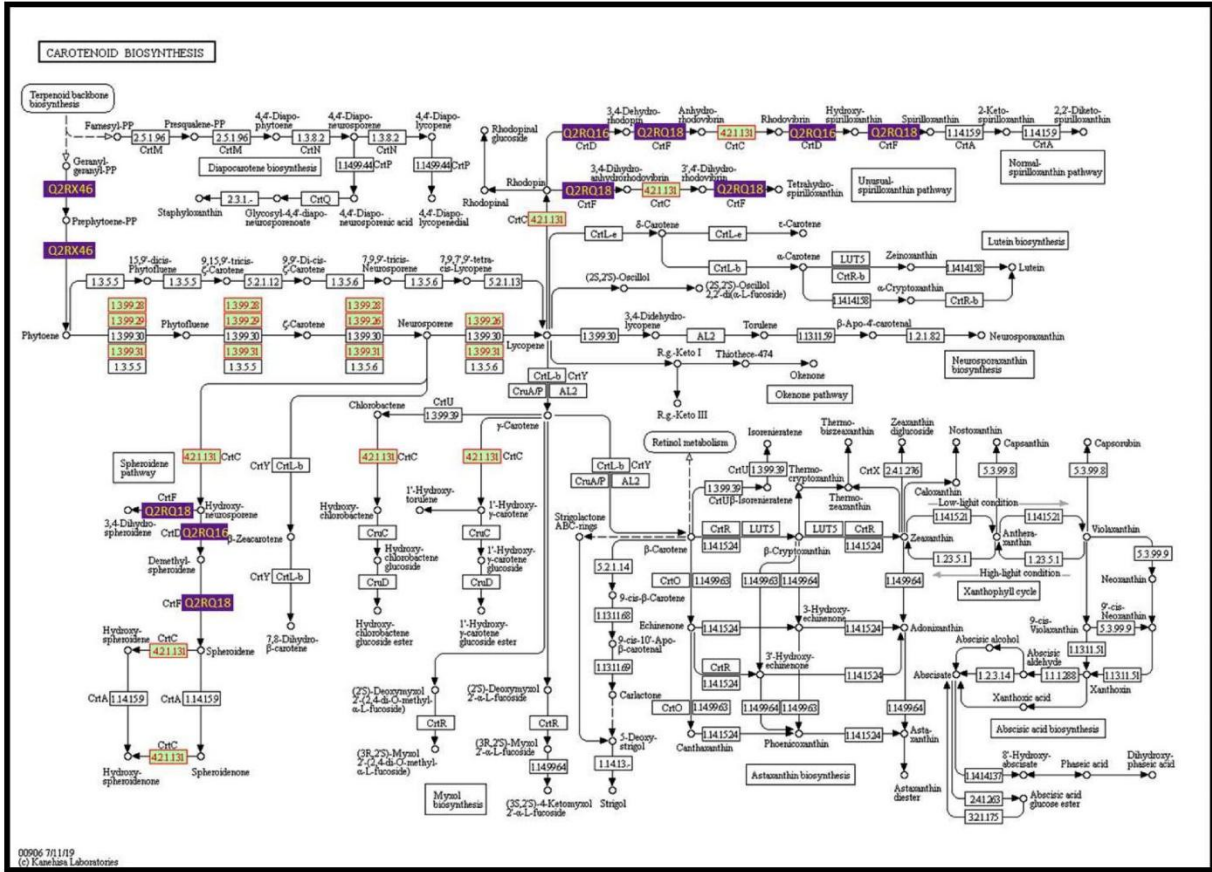 CAROTENOID BIOSYNTHESIS
Terpenoid backbone
biosynthesis
Farnesyl-PP
2.5.1.96
CrtM
Presqualene-PP
2.5.1.96
CrtM
4,4'-Diapo-
phytoene
1.3.8.2
CrtN
4,4'-Diapo-
neurosporene
1.3.8.2
CrtN
4,4'-Diapo-
lycopene
Diapocarotene biosynthesis
1.14.99.44
CrtP
1.14.99.44
CrtP
Geranyl-
geranyl-PP
Q2RX46
Prephytoene-PP
Q2RX46
Staphyloxanthin
2.3.1.-
Glycosyl-4,4'-diapo-
neurosporenoate
CrtQ
4,4'-Diapo-
neurosporenoic acid
4,4'-Diapo-
lycopenedial
Rhodopinal
glucoside
Rhodopinal
Rhodopin
CrtC
4.2.1.131
Q2RQ16
CrtD
3,4-Dehydro-
rhodopin
Q2RQ18
CrtF
Anhydro-
rhodovibrin
4.2.1.131
CrtC
Rhodovibrin
Q2RQ16
CrtD
Hydroxy-
spirilloxanthin
Q2RQ18
CrtF
Spirilloxanthin
1.14.15.9
CrtA
2-Keto-
spirilloxanthin
1.14.15.9
CrtA
2,2'-Diketo-
spirilloxanthin
Q2RQ18
CrtF
3,4-Dihydro-
anhydrorhodovibrin
4.2.1.131
CrtC
3',4'-Dihydro-
rhodovibrin
Q2RQ18
CrtF
Tetrahydro-
spirilloxanthin
Unusual-
spirilloxanthin pathway
Normal-
spirilloxanthin pathway
CrtL-e
δ-Carotene
CrtL-e
ε-Carotene
CrtL-b
α-Carotene
LUT5
CrtR-b
Zeinoxanthin
1.14.14.158
Lutein
1.14.14.158
α-Cryptoxanthin
CrtR-b
Lutein biosynthesis
(2S,2'S)-Oscillol
(2S,2'S)-Oscillol
2,2'-di(α-L-fucoside)
1.3.5.5
15,9'-dicis-
Phytofluene
1.3.5.5
9,15,9'-tricis-
ζ-Carotene
5.2.1.12
9,9'-Di-cis-
ζ-Carotene
1.3.5.6
7,9,9'-tricis-
Neurosporene
1.3.5.6
7,9,7',9'-tetra-
cis-Lycopene
5.2.1.13
Phytoene
1.3.99.28
1.3.99.29
1.3.99.30
1.3.99.31
1.3.5.5
Phytofluene
1.3.99.28
1.3.99.29
1.3.99.30
1.3.99.31
1.3.5.5
ζ-Carotene
1.3.99.28
1.3.99.26
1.3.99.30
1.3.99.31
1.3.5.6
Neurosporene
1.3.99.26
1.3.99.30
1.3.99.31
1.3.5.6
Lycopene
1.3.99.30
3,4-Didehydro-
lycopene
AL2
Torulene
1.13.11.59
β-Apo-4'-carotenal
1.2.1.82
Neurosporaxanthin
Neurosporaxanthin
biosynthesis
R.g.-Keto I
Thiothece-474
Okenone
R.g.-Keto III
Okenone pathway
CrtL-b
CrtY
CruA/P
AL2
γ-Carotene
Chlorobactene
CrtU
1.3.99.39
4.2.1.131
CrtC
Spheroidene
pathway
CrtY
CrtL-b
4.2.1.131
CrtC
4.2.1.131
CrtC
CrtF
Q2RQ18
3,4-Dihydro-
spheroidene
Hydroxy-
neurosporene
CrtD
Q2RQ16
Demethyl-
spheroidene
CrtF
Q2RQ18
Hydroxy-
spheroidene
CrtC
4.2.1.131
Spheroidene
CrtA
1.14.15.9
1.14.15.9
CrtA
CrtC
4.2.1.131
Hydroxy-
spheroidenone
Spheroidenone
β-Zeacarotene
CrtY
CrtL-b
7,8-Dihydro-
β-carotene
Hydroxy-
chlorobactene
CruC
Hydroxy-
chlorobactene
glucoside
CruD
Hydroxy-
chlorobactene
glucoside ester
1'-Hydroxy-
torulene
1'-Hydroxy-
γ-carotene
CruC
1'-Hydroxy-
γ-carotene
glucoside
CruD
1'-Hydroxy-
γ-carotene
glucoside ester
(2'S)-Deoxymyxol
2'-(2,4-di-O-methyl-
α-L-fucoside)
CrtR
(3R,2'S)-Myxol
2'-(2,4-di-O-methyl-
α-L-fucoside)
(2'S)-Deoxymyxol
2'-α-L-fucoside
CrtR
(3R,2'S)-Myxol
2'-α-L-fucoside
1.14.99.64
(3S,2'S)-4-Ketomyxol
2'-α-L-fucoside
Myxol
biosynthesis
CrtL-b
CrtY
CruA/P
AL2
Retinol metabolism
Strigolactone
ABC-rings
5.2.1.14
9-cis-β-Carotene
1.13.11.68
9-cis-10'-Apo-
β-carotenal
1.13.11.69
Carlactone
5-Deoxy-
strigol
1.14.13.-
Strigol
Isorenieratene
CrtU
1.3.99.39
1.3.99.39
CrtU
β-Isorenieratene
Thermo-
biszeaxanthin
Thermo-
cryptoxanthin
Thermo-
zeaxanthin
Zeaxanthin
diglucoside
CrtX
2.4.1.276
Nostoxanthin
Caloxanthin
Capsanthin
5.3.99.8
Capsorubin
5.3.99.8
β-Carotene
CrtR
LUT5
1.14.15.24
β-Cryptoxanthin
LUT5
CrtR
1.14.15.24
Zeaxanthin
Low-light condition
1.14.15.21
1.14.15.21
Anthera-
xanthin
Violaxanthin
1.23.5.1
1.23.5.1
High-light condition
Xanthophyll cycle
5.3.99.9
Neoxanthin
9'-cis-
Neoxanthin
CrtO
1.14.99.63
1.14.99.63
1.14.99.63
1.14.99.64
Echinenone
1.14.15.24
3-Hydroxy-
echinenone
1.14.15.24
Adonixanthin
CrtR
1.14.15.24
3'-Hydroxy-
echinenone
1.14.15.24
CrtO
1.14.99.63
1.14.99.64
1.14.99.63
1.14.99.64
Canthaxanthin
1.14.15.24
Phoenicoxanthin
1.14.15.24
Asta-
xanthin
Astaxanthin
diester
Astaxanthin biosynthesis
9-cis-
Violaxanthin
5.3.99.9
1.13.11.51
1.13.11.51
Xanthoxin
1.1.1.288
Abscisic
aldehyde
Abscisic alcohol
1.2.3.14
Abscisate
Xanthoxic acid
Abscisic acid biosynthesis
1.14.14.137
8'-Hydroxy-
abscisate
Phaseic acid
Dihydroxy-
phaseic acid
2.4.1.263
Abscisic acid
glucose ester
3.2.1.175
00906 7/11/19
(c) Kanehisa Laboratories